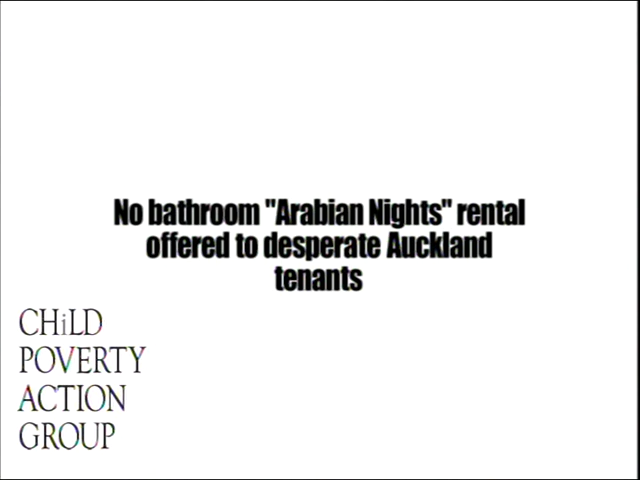 No bathroom "Arabian Nights" rental
offered to desperate Auckland
tenants
CHiLD
POVERTY
ACTION
GROUP